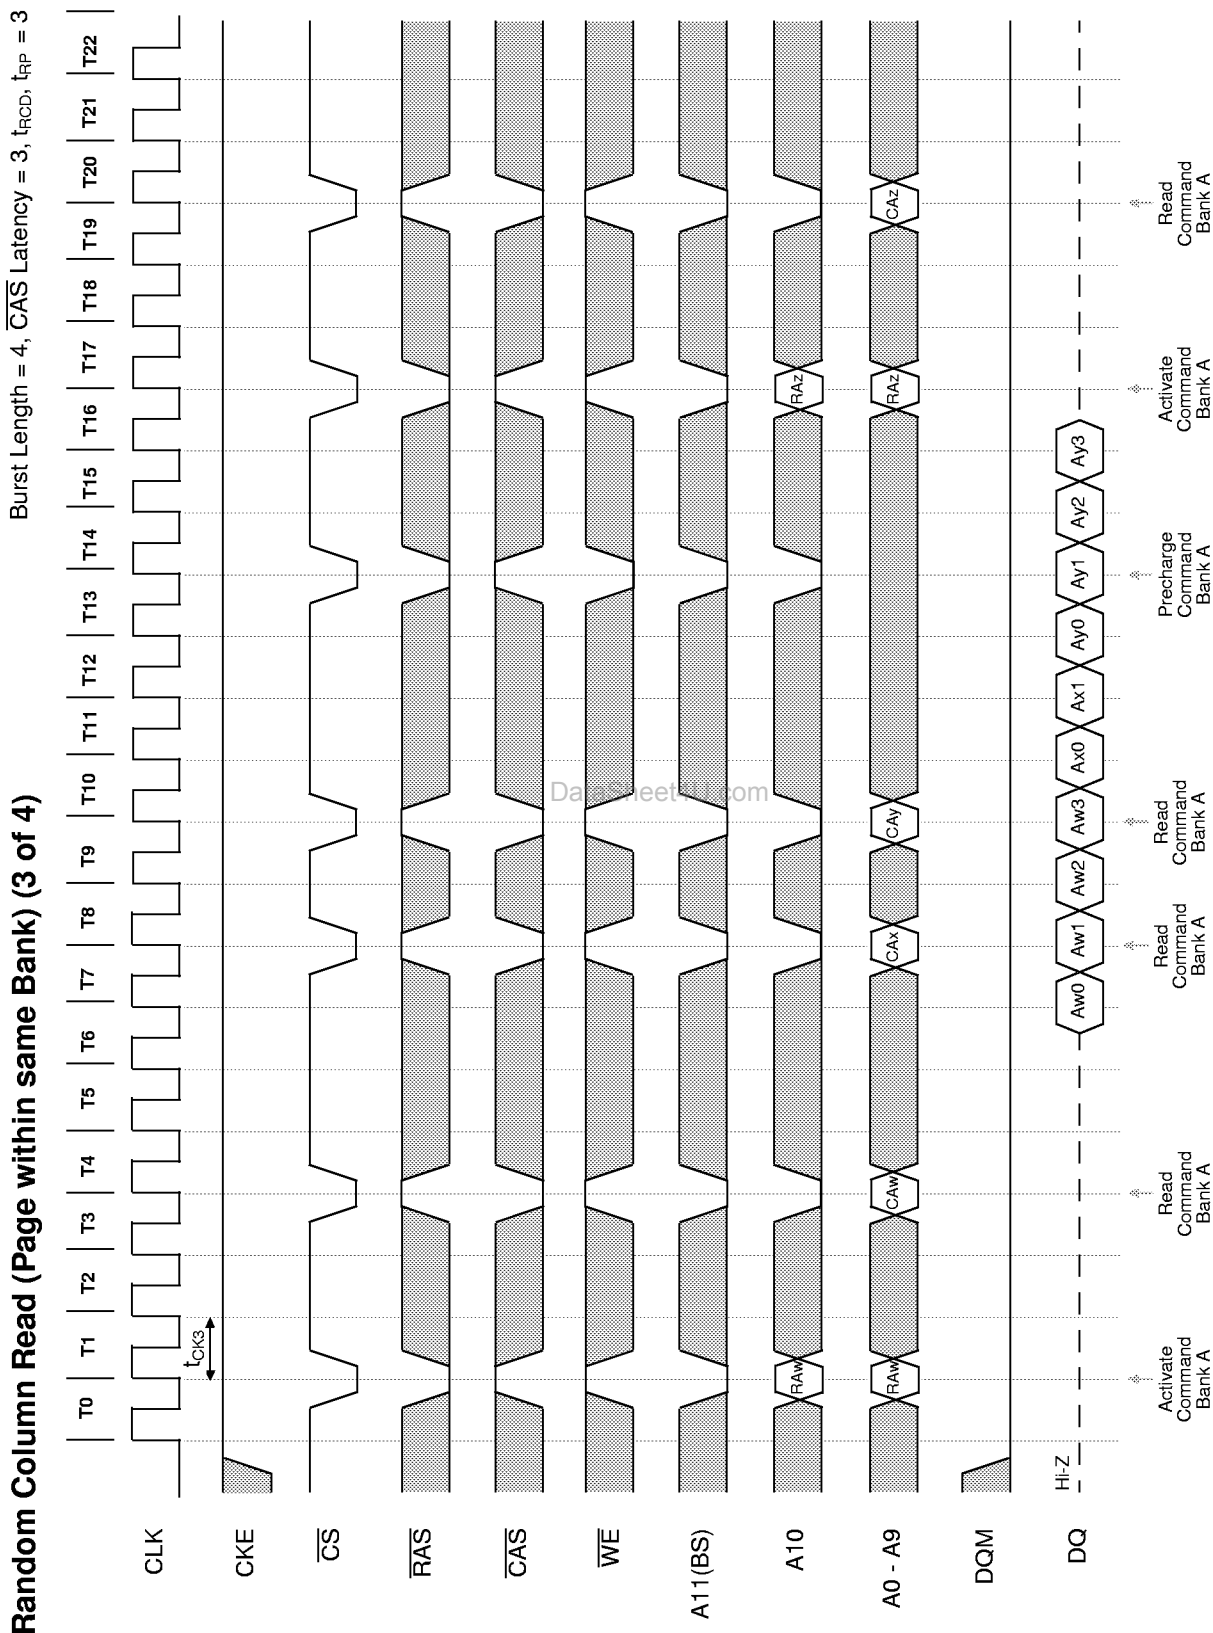 Random Column Read (Page within same Bank) (3 of 4)
Burst Length = 4, CAS Latency = 3, tRCD, tRP = 3
T0 T1 T2 T3 T4 T5 T6 T7 T8 T9 T10 T11 T12 T13 T14 T15 T16 T17 T18 T19 T20 T21 T22
CLK
tCK3
CKE
CS
RAS
CAS
WE
DataSheet4U.com
A11(BS)
A10
RAw RAz
A0 - A9
RAw CAw CAx CAy RAz CAz
DQM
DQ
Hi-Z
Aw0 Aw1 Aw2 Aw3 Ax0 Ax1 Ay0 Ay1 Ay2 Ay3
Activate
Command
Bank A
Read
Command
Bank A
Read
Command
Bank A
Read
Command
Bank A
Precharge
Command
Bank A
Activate
Command
Bank A
Read
Command
Bank A